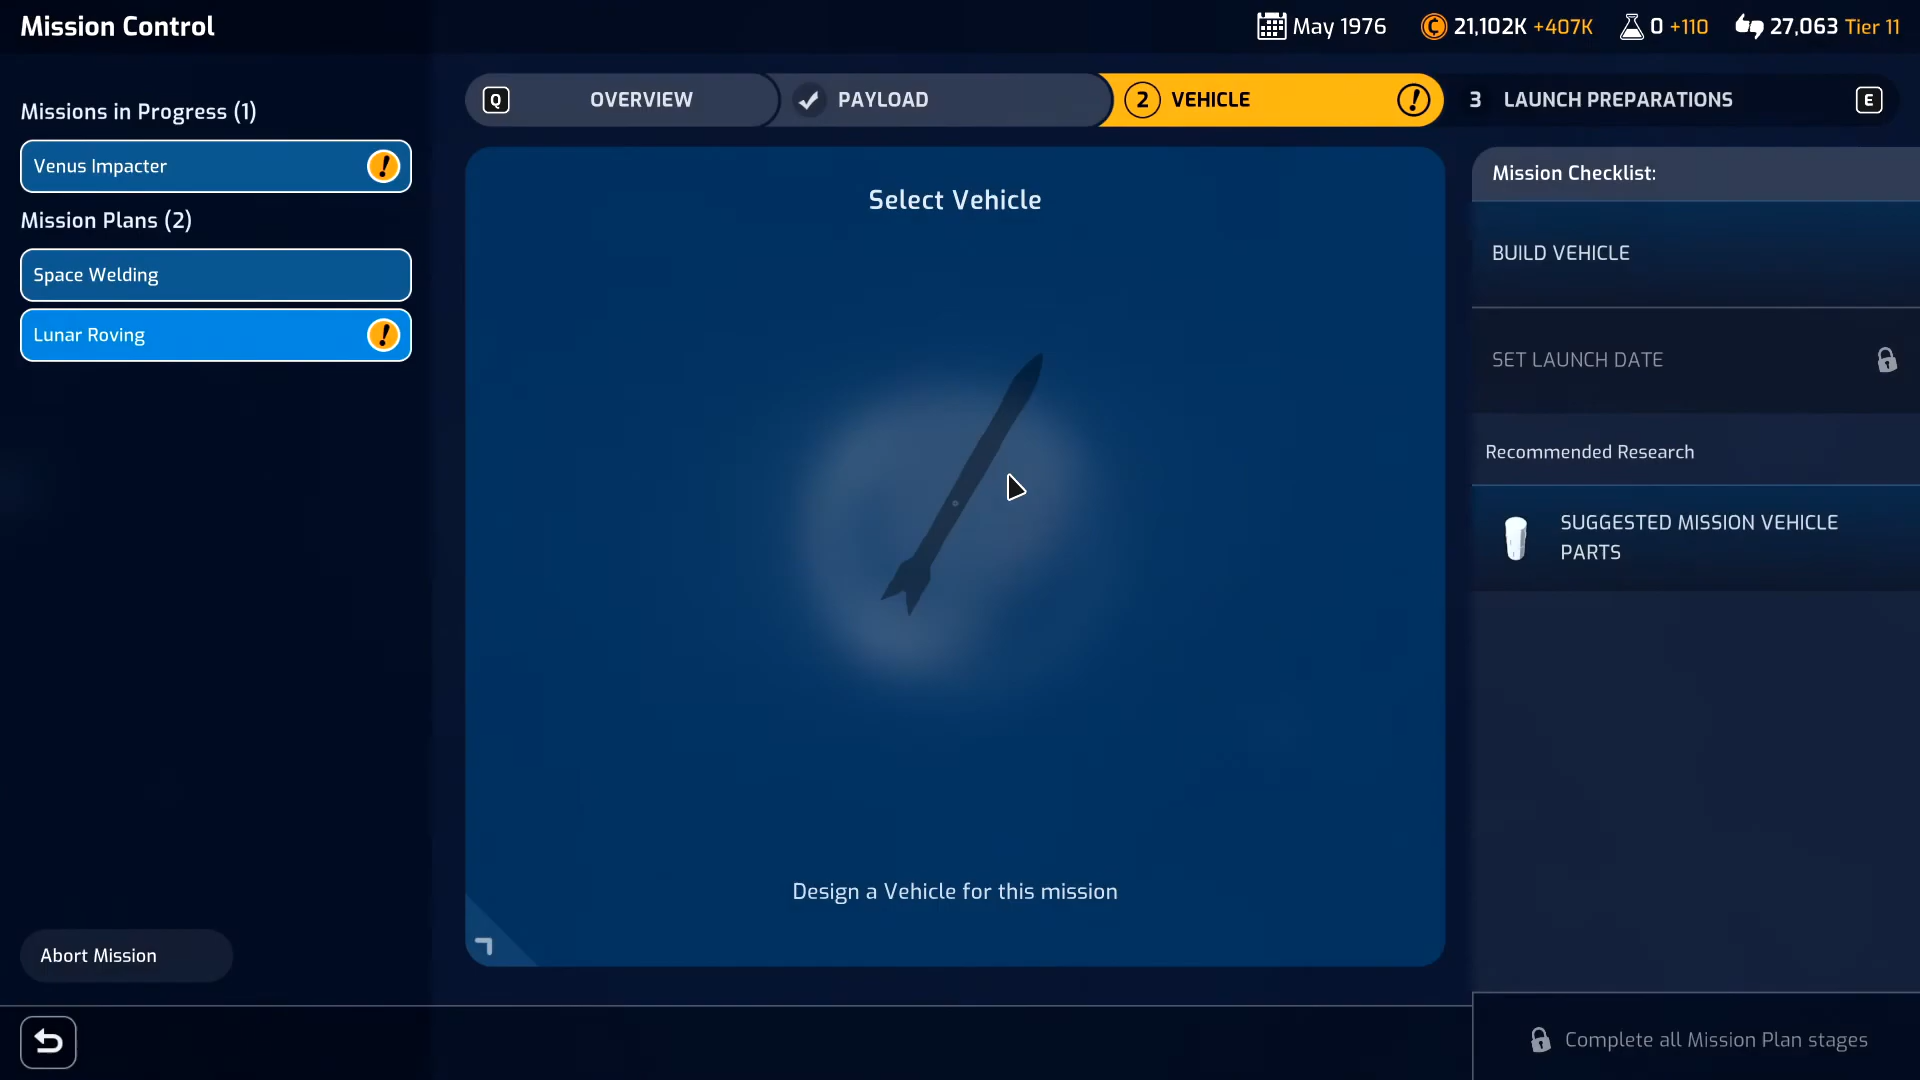 Mission Control
May 1976
21,102K +407K
0 +110
27,063 Tier 11
Missions in Progress (1)
Venus Impacter
Mission Plans (2)
Space Welding
Lunar Roving
Abort Mission
Q OVERVIEW
PAYLOAD
2 VEHICLE
3 LAUNCH PREPARATIONS E
Select Vehicle
Design a Vehicle for this mission
Mission Checklist:
BUILD VEHICLE
SET LAUNCH DATE
Recommended Research
SUGGESTED MISSION VEHICLE
PARTS
Complete all Mission Plan stages